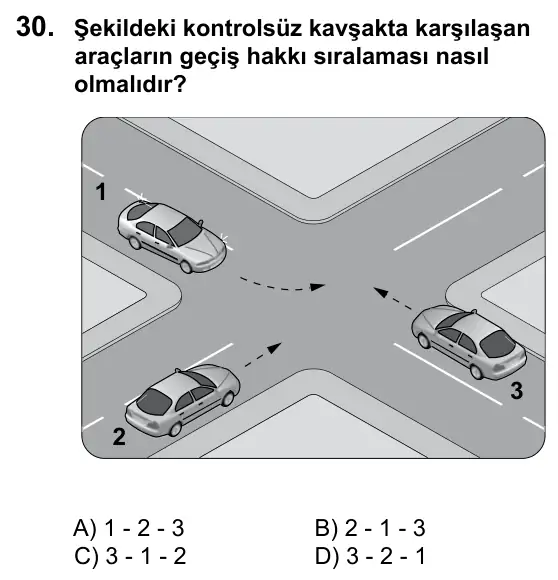 30. Şekildeki kontrolsüz kavşakta karşılaşan
araçların geçiş hakkı sıralaması nasıl
olmalıdır?
1
3
2
A) 1 - 2 - 3 B) 2 - 1 - 3
C) 3 - 1 - 2 D) 3 - 2 - 1